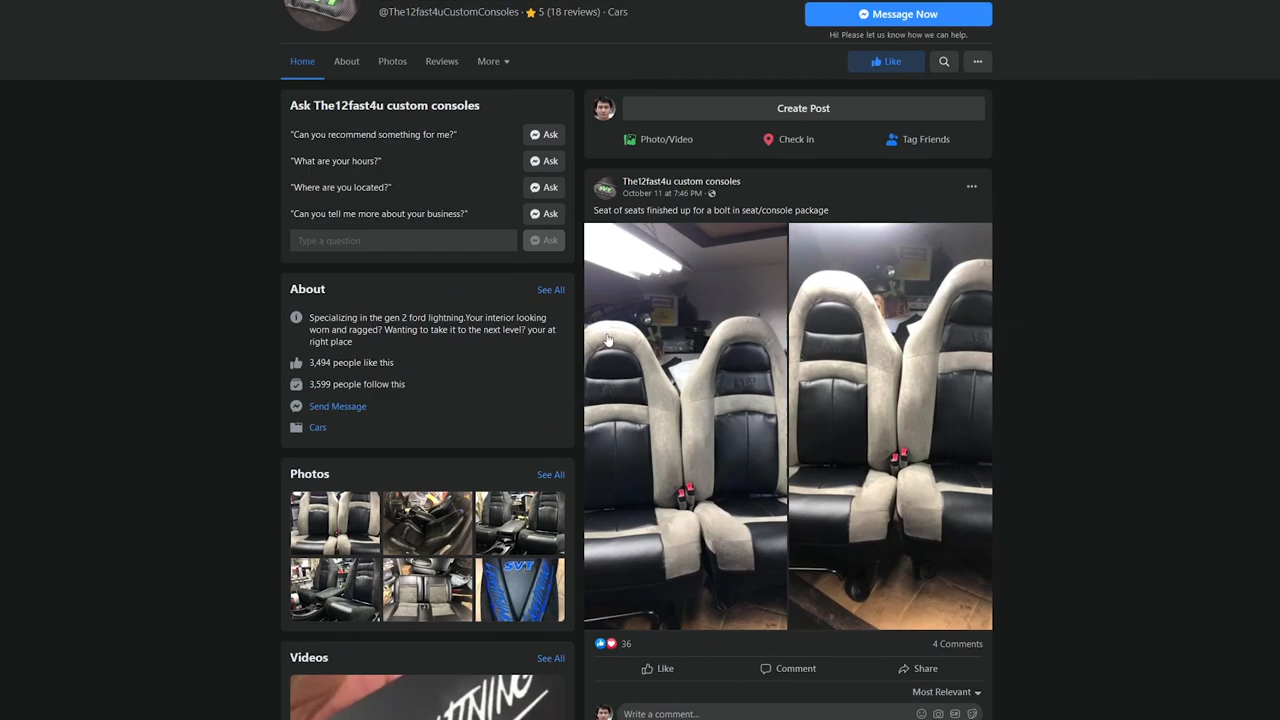 @The12fast4uCustomConsoles · 5 (18 reviews) · Cars
Message Now
Hi! Please let us know how we can help.
Home
About
Photos
Reviews
More
Like
Ask The12fast4u custom consoles
"Can you recommend something for me?"
Ask
"What are your hours?"
Ask
"Where are you located?"
Ask
"Can you tell me more about your business?"
Ask
Type a question
Ask
About
See All
Specializing in the gen 2 ford lightning.Your interior looking
worn and ragged? Wanting to take it to the next level? your at
right place
3,494 people like this
3,599 people follow this
Send Message
Cars
Photos
See All
SVT
Videos
See All
LIGHTNING
Create Post
Photo/Video
Check in
Tag Friends
The12fast4u custom consoles
October 11 at 7:46 PM ·
Seat of seats finished up for a bolt in seat/console package
36
4 Comments
Like
Comment
Share
Most Relevant
Write a comment...